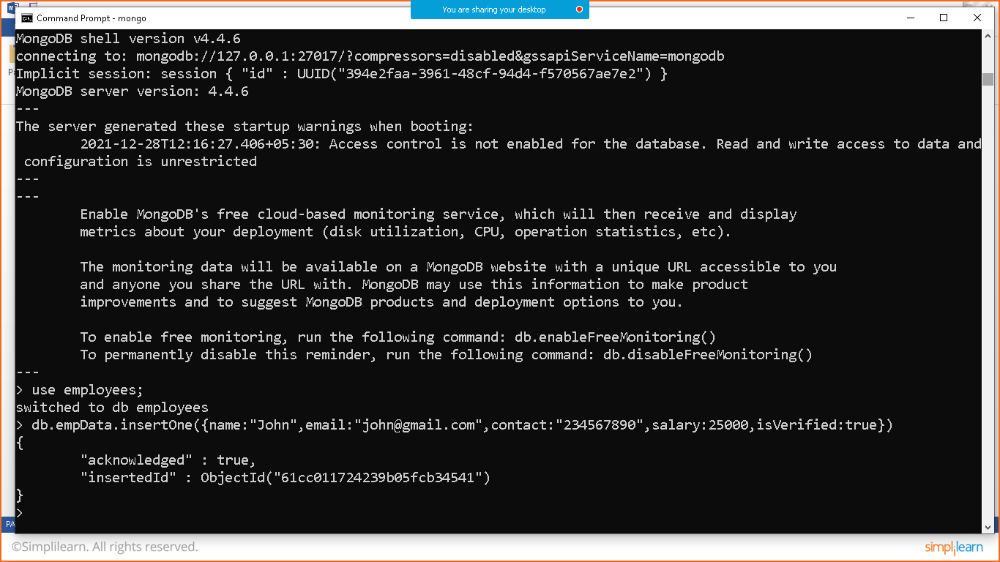 You are sharing your desktop
Command Prompt - mongo
MongoDB shell version v4.4.6
connecting to: mongodb://127.0.0.1:27017/?compressors=disabled&gssapiServiceName=mongodb
Implicit session: session { "id" : UUID("394e2faa-3961-48cf-94d4-f570567ae7e2") }
MongoDB server version: 4.4.6
---
The server generated these startup warnings when booting:
2021-12-28T12:16:27.406+05:30: Access control is not enabled for the database. Read and write access to data and
configuration is unrestricted
---
---
Enable MongoDB's free cloud-based monitoring service, which will then receive and display
metrics about your deployment (disk utilization, CPU, operation statistics, etc).
The monitoring data will be available on a MongoDB website with a unique URL accessible to you
and anyone you share the URL with. MongoDB may use this information to make product
improvements and to suggest MongoDB products and deployment options to you.
To enable free monitoring, run the following command: db.enableFreeMonitoring()
To permanently disable this reminder, run the following command: db.disableFreeMonitoring()
---
> use employees;
switched to db employees
> db.empData.insertOne({name:"John",email:"john@gmail.com",contact:"234567890",salary:25000,isVerified:true})
{
"acknowledged" : true,
"insertedId" : ObjectId("61cc011724239b05fcb34541")
}
>
PA
©Simplilearn. All rights reserved.
simplilearn